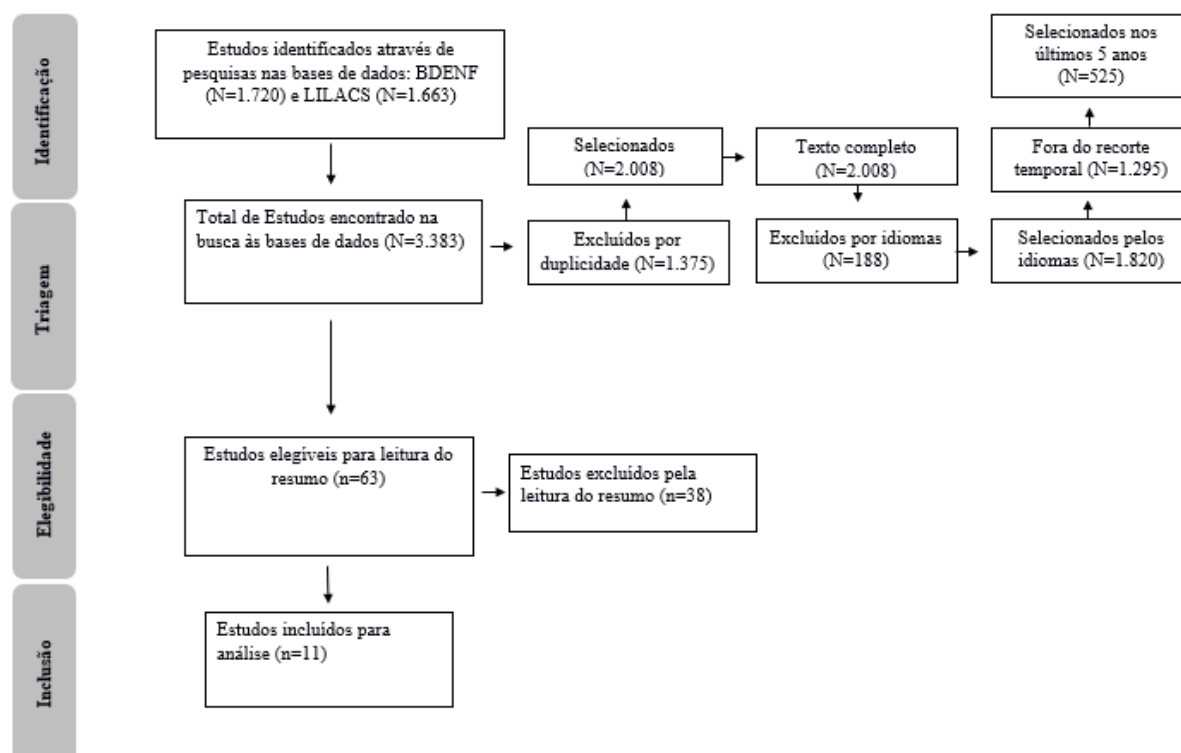 Identificação
Estudos identificados através de
pesquisas nas bases de dados: BDENF
(N=1.720) e LILACS (N=1.663)
Selecionados nos
últimos 5 anos
(N=525)
Selecionados
(N=2.008)
Texto completo
(N=2.008)
Fora do recorte
temporal (N=1.295)
Triagem
Total de Estudos encontrado na
busca às bases de dados (N=3.383)
Excluídos por
duplicidade (N=1.375)
Excluídos por idiomas
(N=188)
Selecionados pelos
idiomas (N=1.820)
Elegibilidade
Estudos elegíveis para leitura do
resumo (n=63)
Estudos excluídos pela
leitura do resumo (n=38)
Inclusão
Estudos incluídos para
análise (n=11)